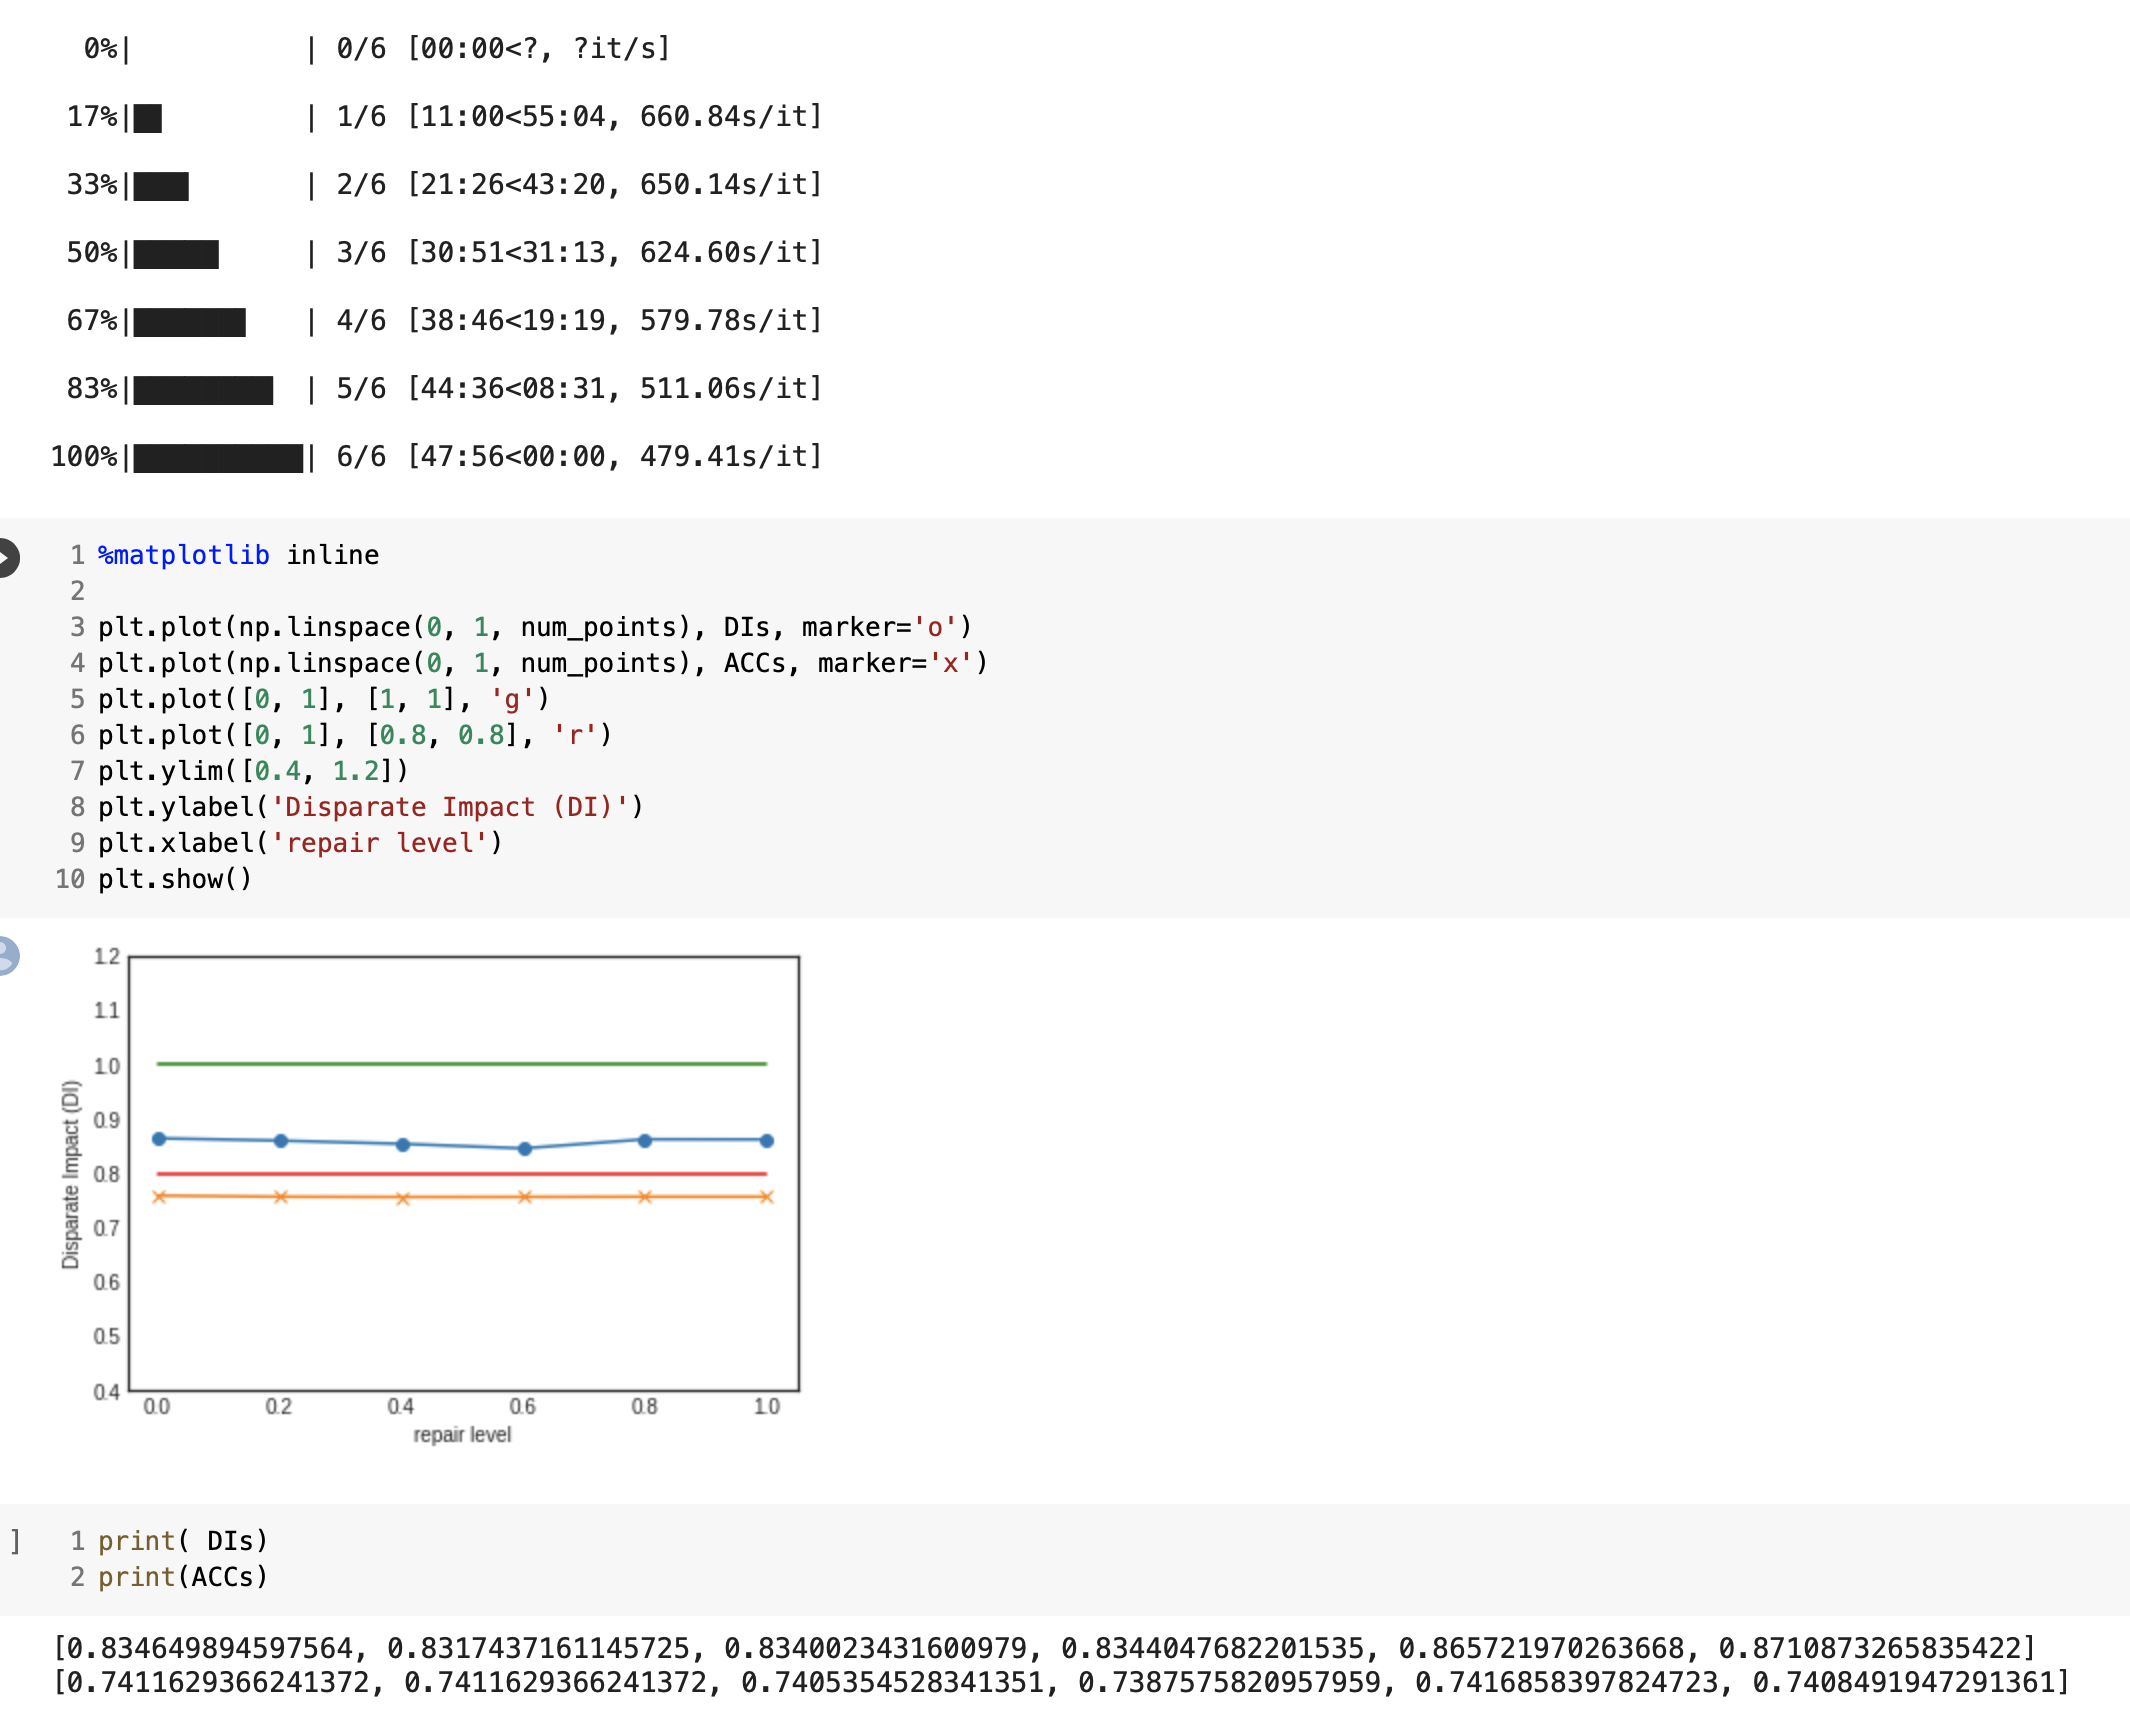 0%| | 0/6 [00:00<?, ?it/s]
17%|██ | 1/6 [11:00<55:04, 660.84s/it]
33%|███ | 2/6 [21:26<43:20, 650.14s/it]
50%|█████ | 3/6 [30:51<31:13, 624.60s/it]
67%|██████ | 4/6 [38:46<19:19, 579.78s/it]
83%|████████ | 5/6 [44:36<08:31, 511.06s/it]
100%|██████████| 6/6 [47:56<00:00, 479.41s/it]
1 %matplotlib inline
2
3 plt.plot(np.linspace(0, 1, num_points), DIs, marker='o')
4 plt.plot(np.linspace(0, 1, num_points), ACCs, marker='x')
5 plt.plot([0, 1], [1, 1], 'g')
6 plt.plot([0, 1], [0.8, 0.8], 'r')
7 plt.ylim([0.4, 1.2])
8 plt.ylabel('Disparate Impact (DI)')
9 plt.xlabel('repair level')
10 plt.show()
1.2
1.1
1.0
0.9
0.8
0.7
0.6
0.5
0.4
Disparate Impact (DI)
0.0 0.2 0.4 0.6 0.8 1.0
repair level
] 1 print( DIs)
2 print(ACCs)
[0.834649894597564, 0.8317437161145725, 0.8340023431600979, 0.8344047682201535, 0.865721970263668, 0.8710873265835422]
[0.7411629366241372, 0.7411629366241372, 0.7405354528341351, 0.7387575820957959, 0.7416858397824723, 0.7408491947291361]